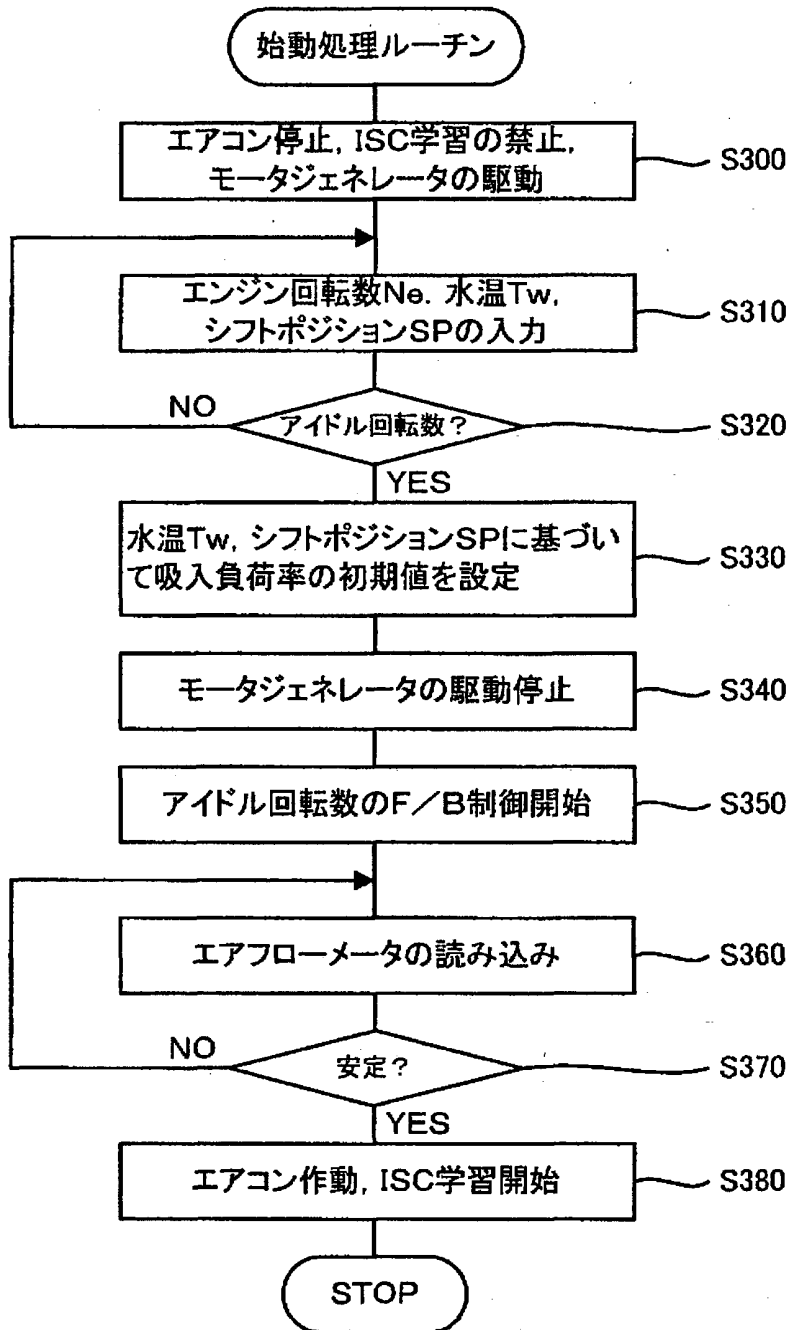 始動処理ルーチン
エアコン停止, ISC学習の禁止,
モータジェネレータの駆動
S300
エンジン回転数Ne. 水温Tw,
シフトポジションSPの入力
S310
NO
アイドル回転数?
S320
YES
水温Tw, シフトポジションSPに基づい
て吸入負荷率の初期値を設定
S330
モータジェネレータの駆動停止
S340
アイドル回転数のF/B制御開始
S350
エアフローメータの読み込み
S360
NO
安定?
S370
YES
エアコン作動, ISC学習開始
S380
STOP